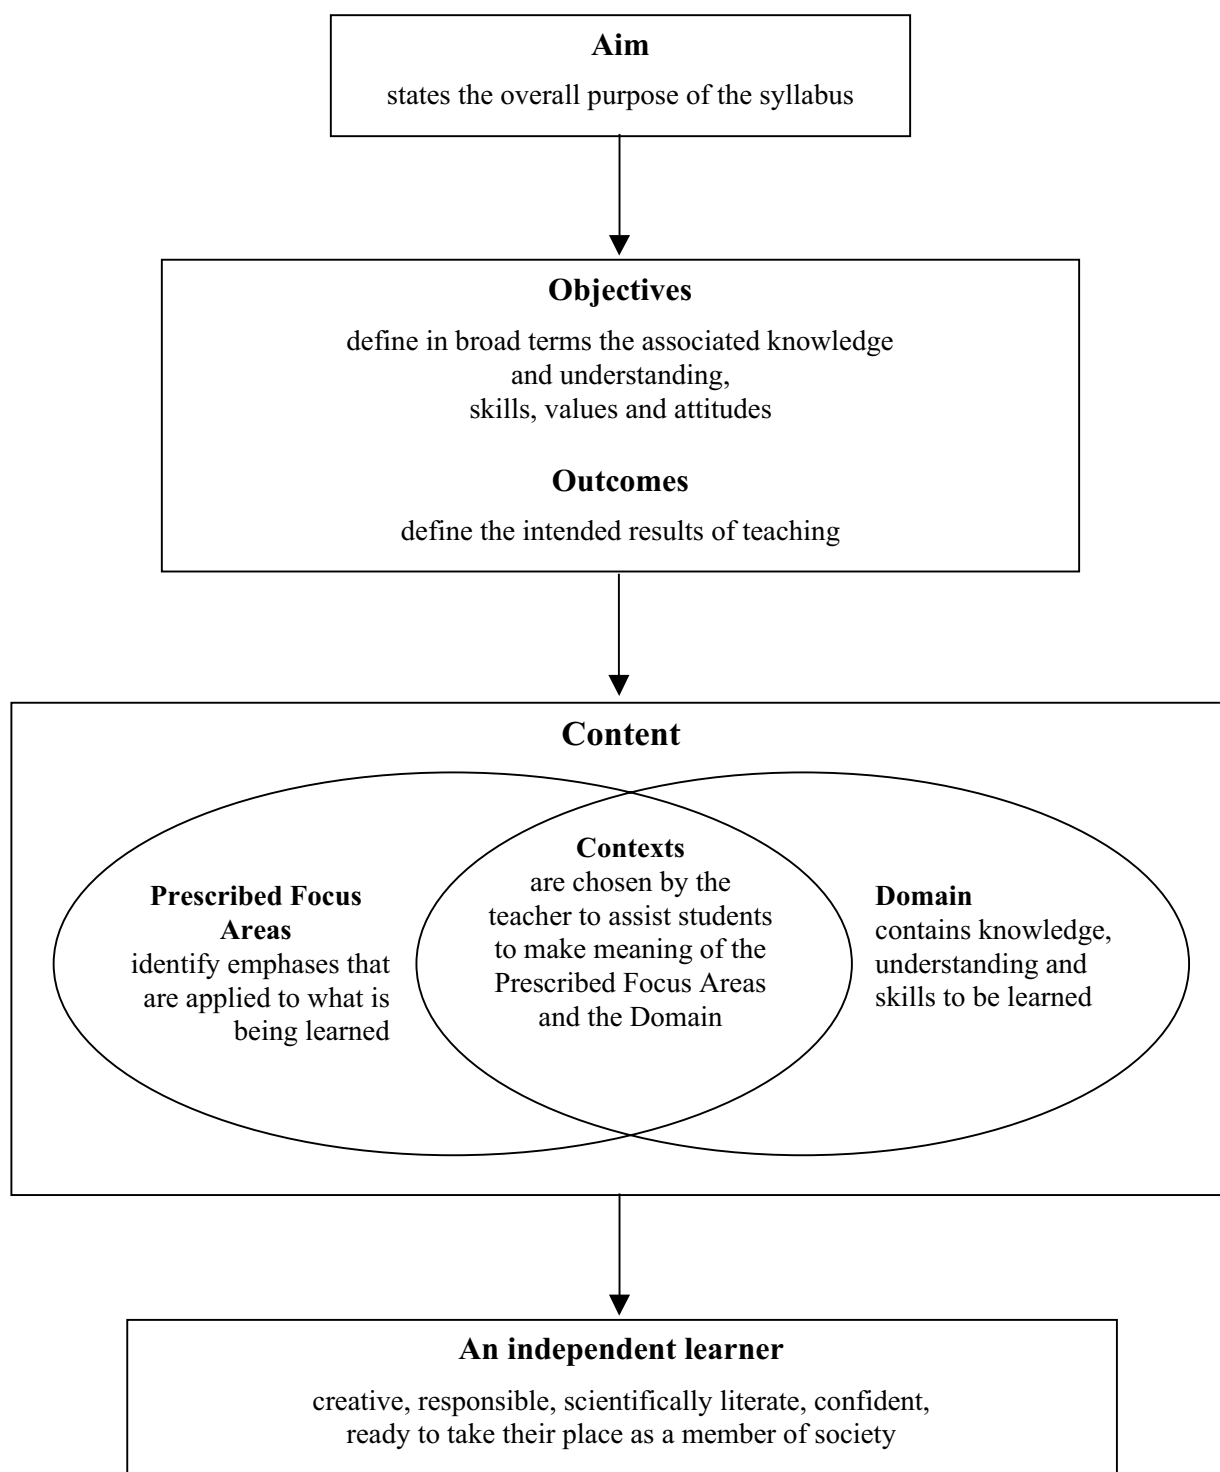 Aim
states the overall purpose of the syllabus
Objectives
define in broad terms the associated knowledge
and understanding,
skills, values and attitudes
Outcomes
define the intended results of teaching
Content
Prescribed Focus
Areas
identify emphases that
are applied to what is
being learned
Contexts
are chosen by the
teacher to assist students
to make meaning of the
Prescribed Focus Areas
and the Domain
Domain
contains knowledge,
understanding and
skills to be learned
An independent learner
creative, responsible, scientifically literate, confident,
ready to take their place as a member of society